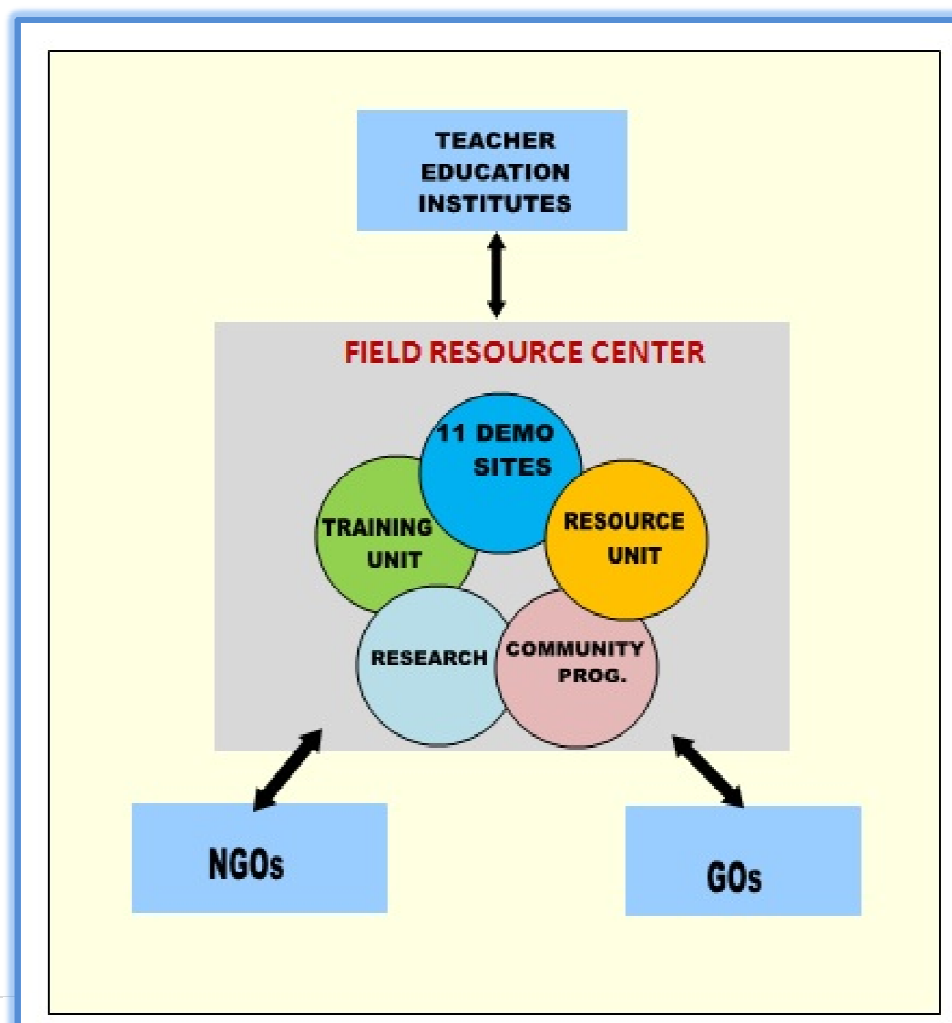 TEACHER
EDUCATION
INSTITUTES
FIELD RESOURCE CENTER
11 DEMO
SITES
TRAINING
UNIT
RESOURCE
UNIT
RESEARCH
COMMUNITY
PROG.
NGOs
GOs